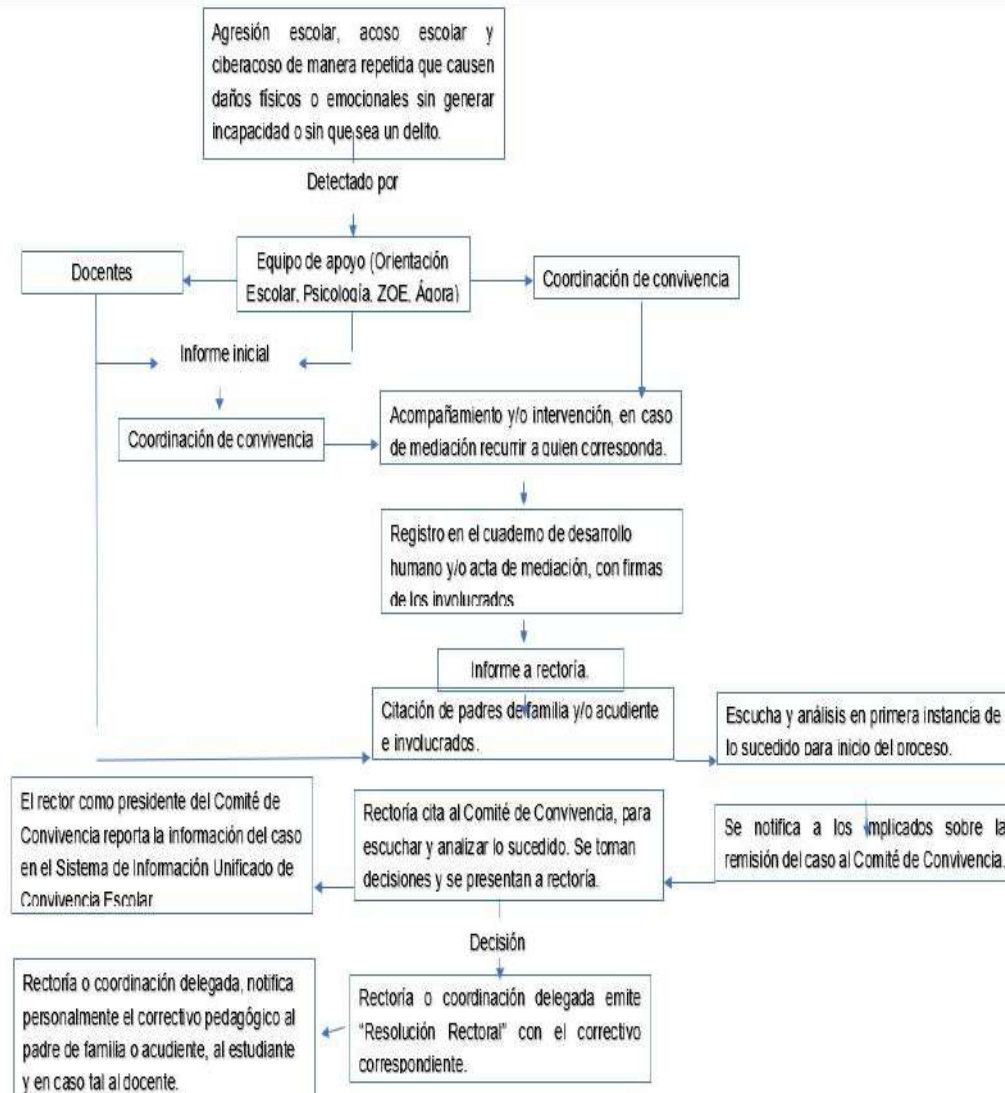 Agresión escolar, acoso escolar y
ciberacoso de manera repetida que causen
daños físicos o emocionales sin generar
incapacidad o sin que sea un delito.
Detectado por
Docentes
Equipo de apoyo (Orientación
Escolar, Psicología, ZOE, Ágora)
Coordinación de convivencia
Informe inicial
Coordinación de convivencia
Acompañamiento y/o intervención, en caso
de mediación recurrir a quien corresponda.
Registro en el cuaderno de desarrollo
humano y/o acta de mediación, con firmas
de los involucrados
Informe a rectoría.
Citación de padres de familia y/o acudiente
e involucrados.
Escucha y análisis en primera instancia de
lo sucedido para inicio del proceso.
El rector como presidente del Comité de
Convivencia reporta la información del caso
en el Sistema de Información Unificado de
Convivencia Escolar
Rectoría cita al Comité de Convivencia, para
escuchar y analizar lo sucedido. Se toman
decisiones y se presentan a rectoría.
Se notifica a los implicados sobre la
remisión del caso al Comité de Convivencia.
Decisión
Rectoría o coordinación delegada, notifica
personalmente el correctivo pedagógico al
padre de familia o acudiente, al estudiante
y en caso tal al docente.
Rectoría o coordinación delegada emite
“Resolución Rectoral” con el correctivo
correspondiente.